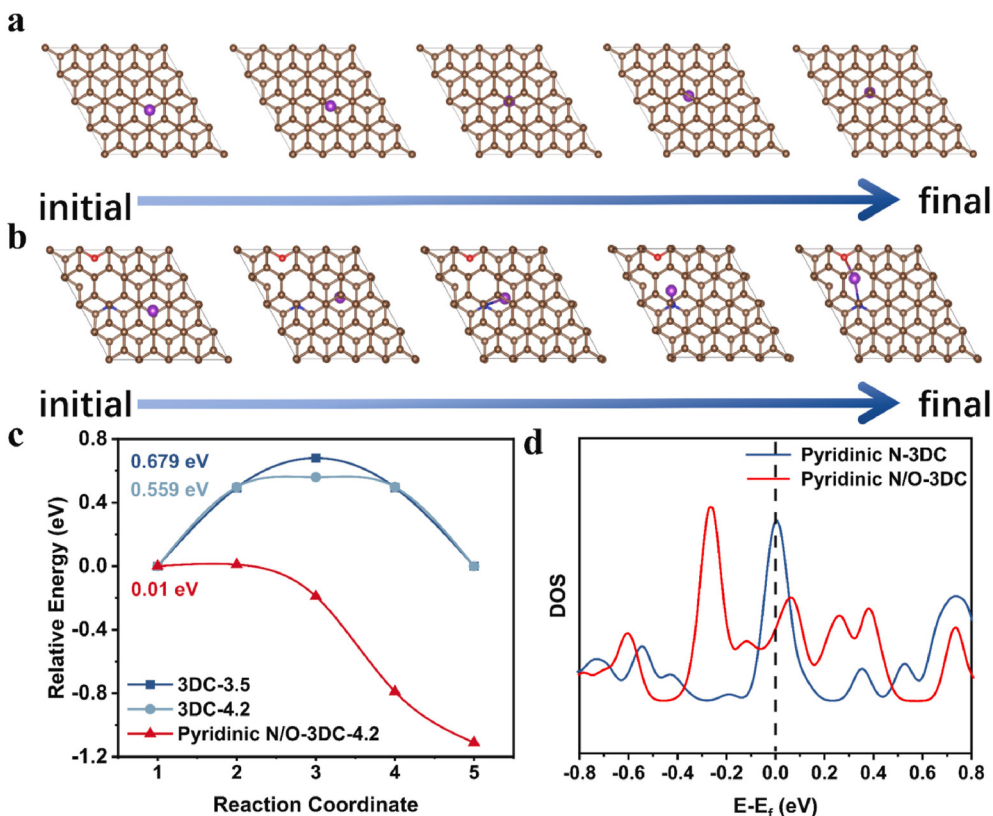 a
initial
final
b
initial
final
c
0.8
0.4
0.0
-0.4
-0.8
-1.2
Relative Energy (eV)
0.679 eV
0.559 eV
0.01 eV
3DC-3.5
3DC-4.2
Pyridinic N/O-3DC-4.2
1 2 3 4 5
Reaction Coordinate
d
Pyridinic N-3DC
Pyridinic N/O-3DC
DOS
-0.8 -0.6 -0.4 -0.2 0.0 0.2 0.4 0.6 0.8
E-Ef (eV)